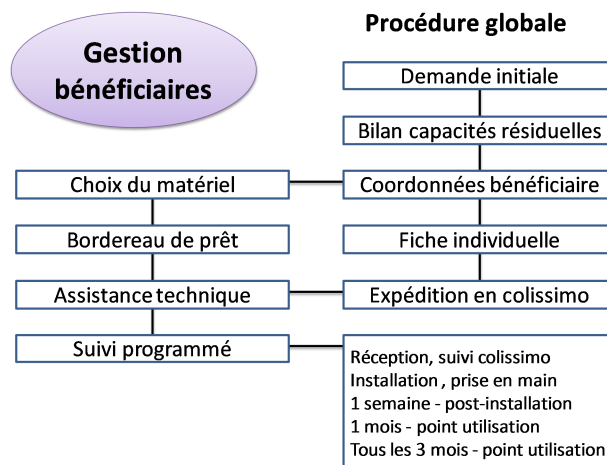 Gestion
bénéficiaires
Procédure globale
Demande initiale
Bilan capacités résiduelles
Choix du matériel
Coordonnées bénéficiaire
Bordereau de prêt
Fiche individuelle
Assistance technique
Expédition en colissimo
Suivi programmé
Réception, suivi colissimo
Installation , prise en main
1 semaine - post-installation
1 mois - point utilisation
Tous les 3 mois - point utilisation